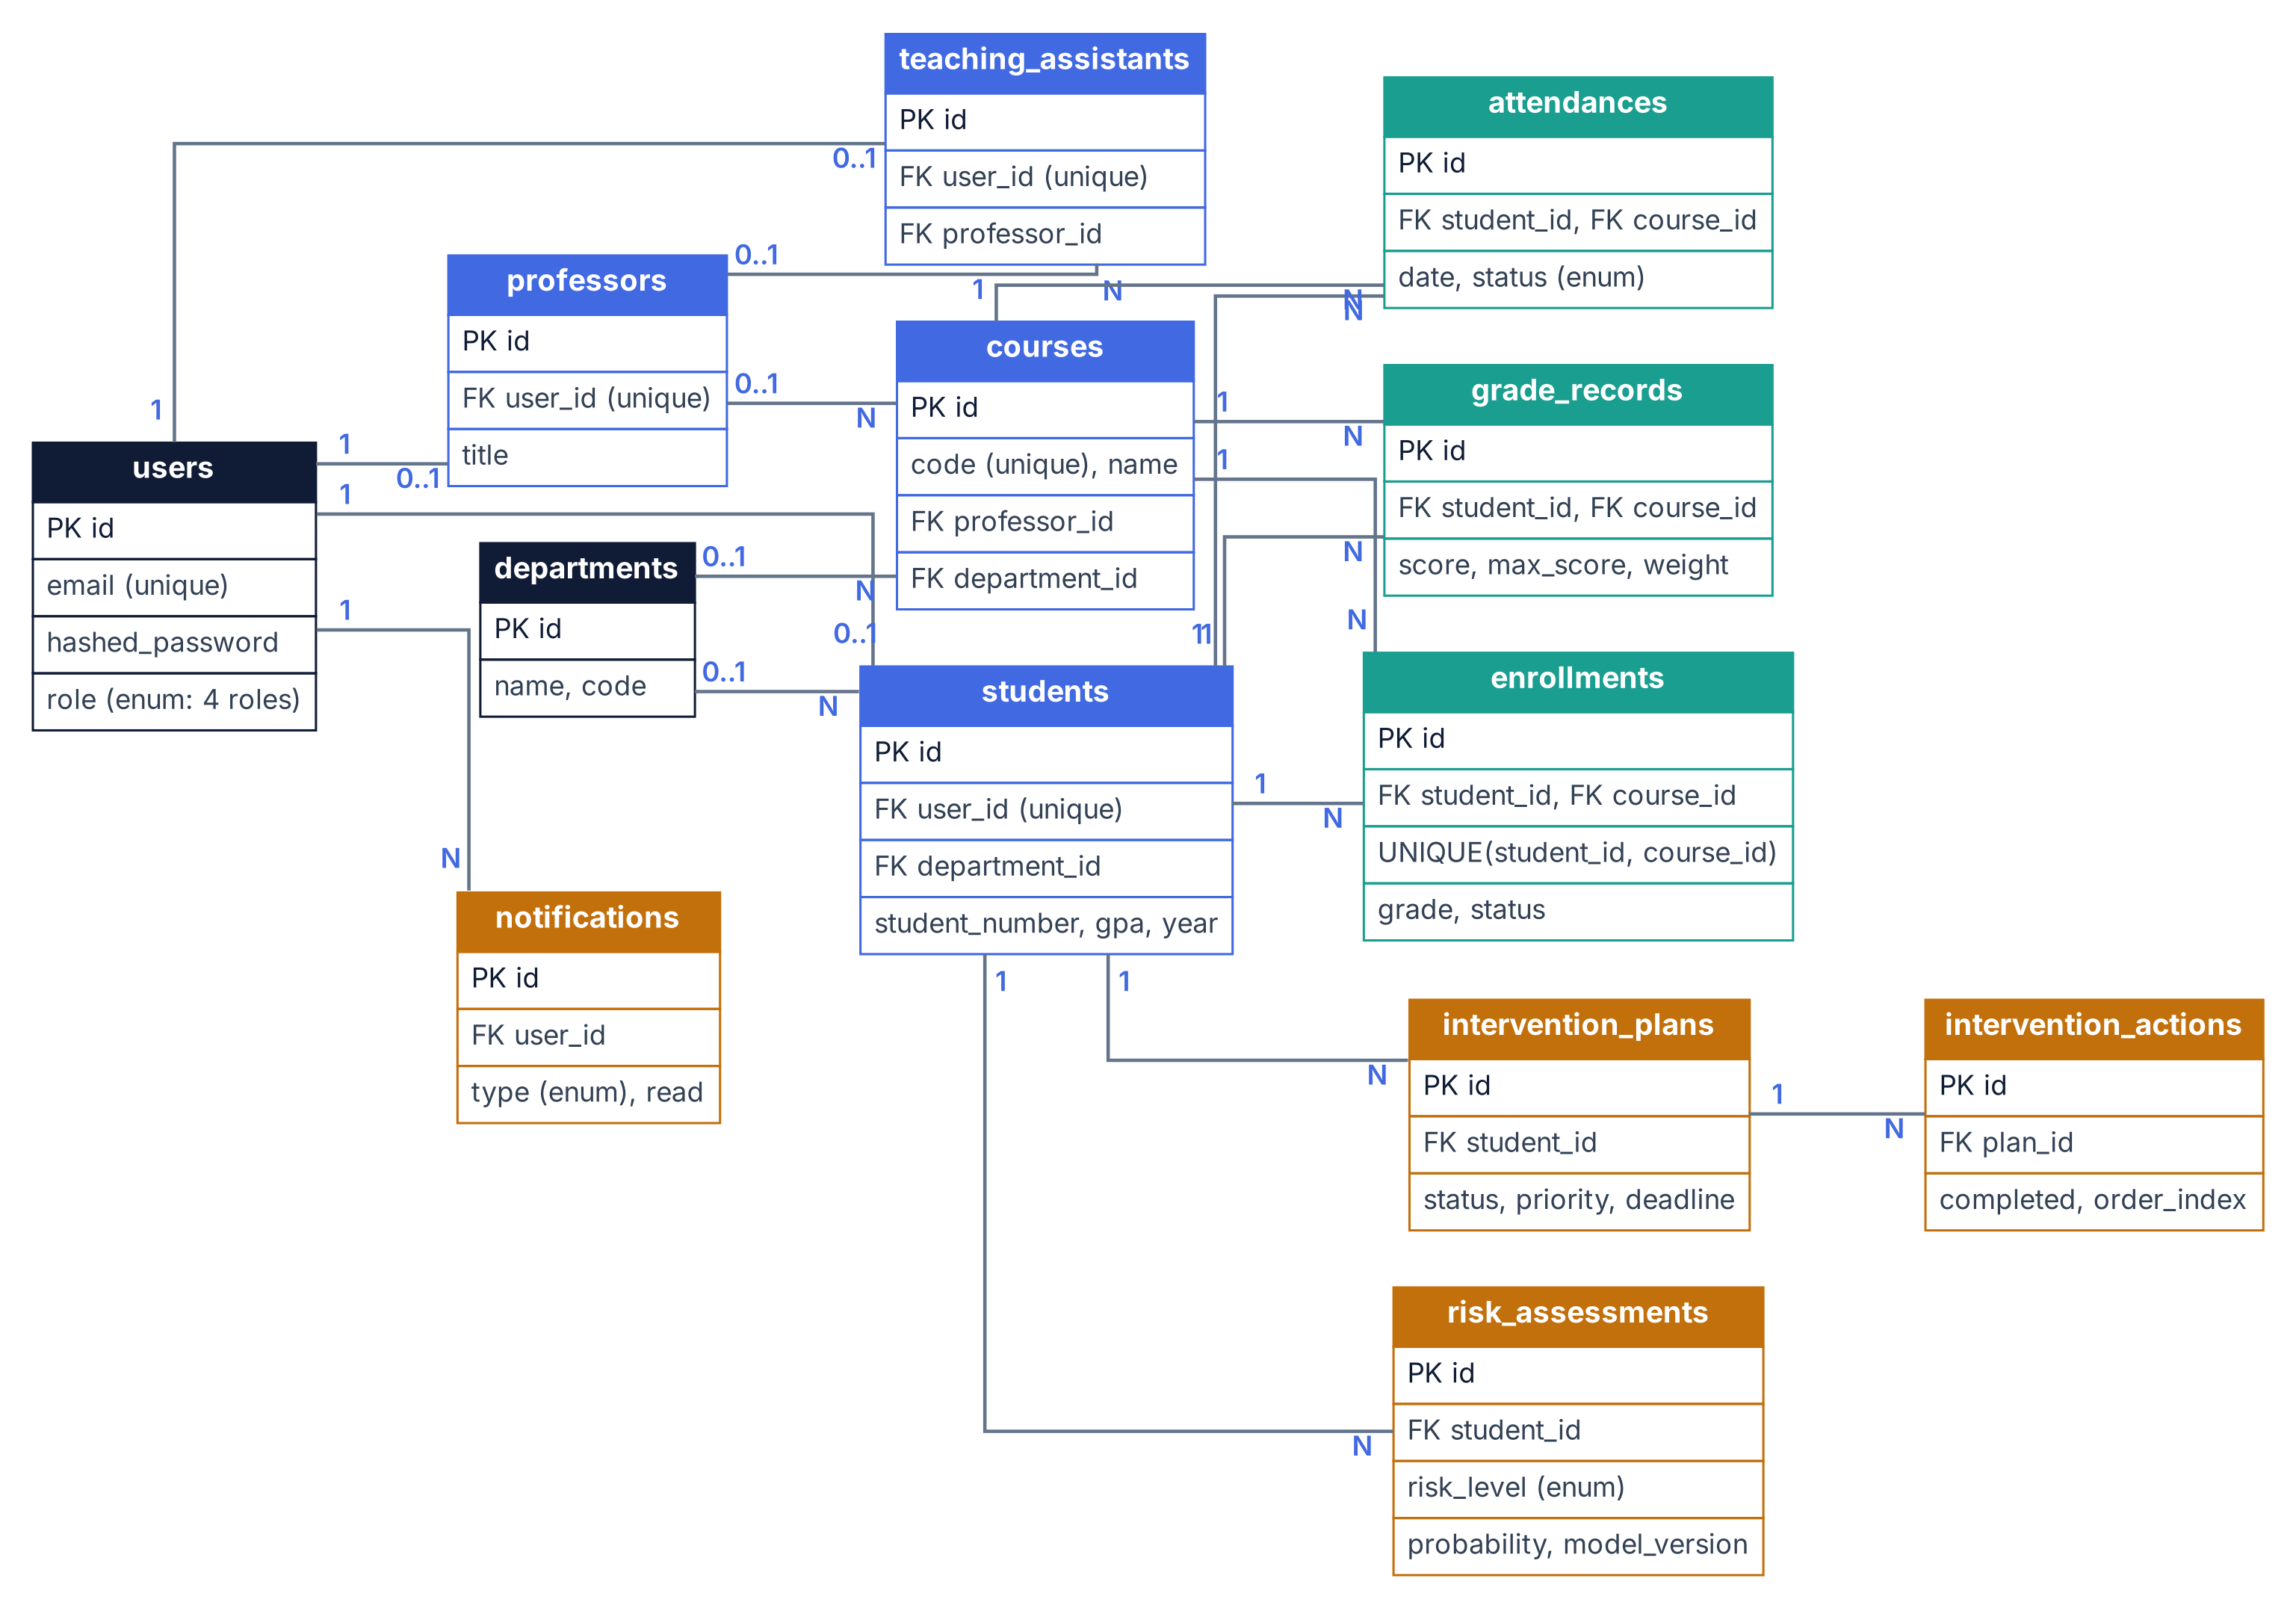 teaching_assistants
PK id
FK user_id (unique)
FK professor_id
0..1
1
N
attendances
PK id
FK student_id, FK course_id
date, status (enum)
N
N
professors
PK id
FK user_id (unique)
title
0..1
0..1
1
0..1
N
courses
PK id
code (unique), name
FK professor_id
FK department_id
1
1
1
grade_records
PK id
FK student_id, FK course_id
score, max_score, weight
N
N
users
PK id
email (unique)
hashed_password
role (enum: 4 roles)
1
1
departments
PK id
name, code
0..1
N
0..1
N
0..1
students
PK id
FK user_id (unique)
FK department_id
student_number, gpa, year
1
1
1
N
N
enrollments
PK id
FK student_id, FK course_id
UNIQUE(student_id, course_id)
grade, status
N
notifications
PK id
FK user_id
type (enum), read
1
1
N
intervention_plans
PK id
FK student_id
status, priority, deadline
1
N
intervention_actions
PK id
FK plan_id
completed, order_index
N
risk_assessments
PK id
FK student_id
risk_level (enum)
probability, model_version